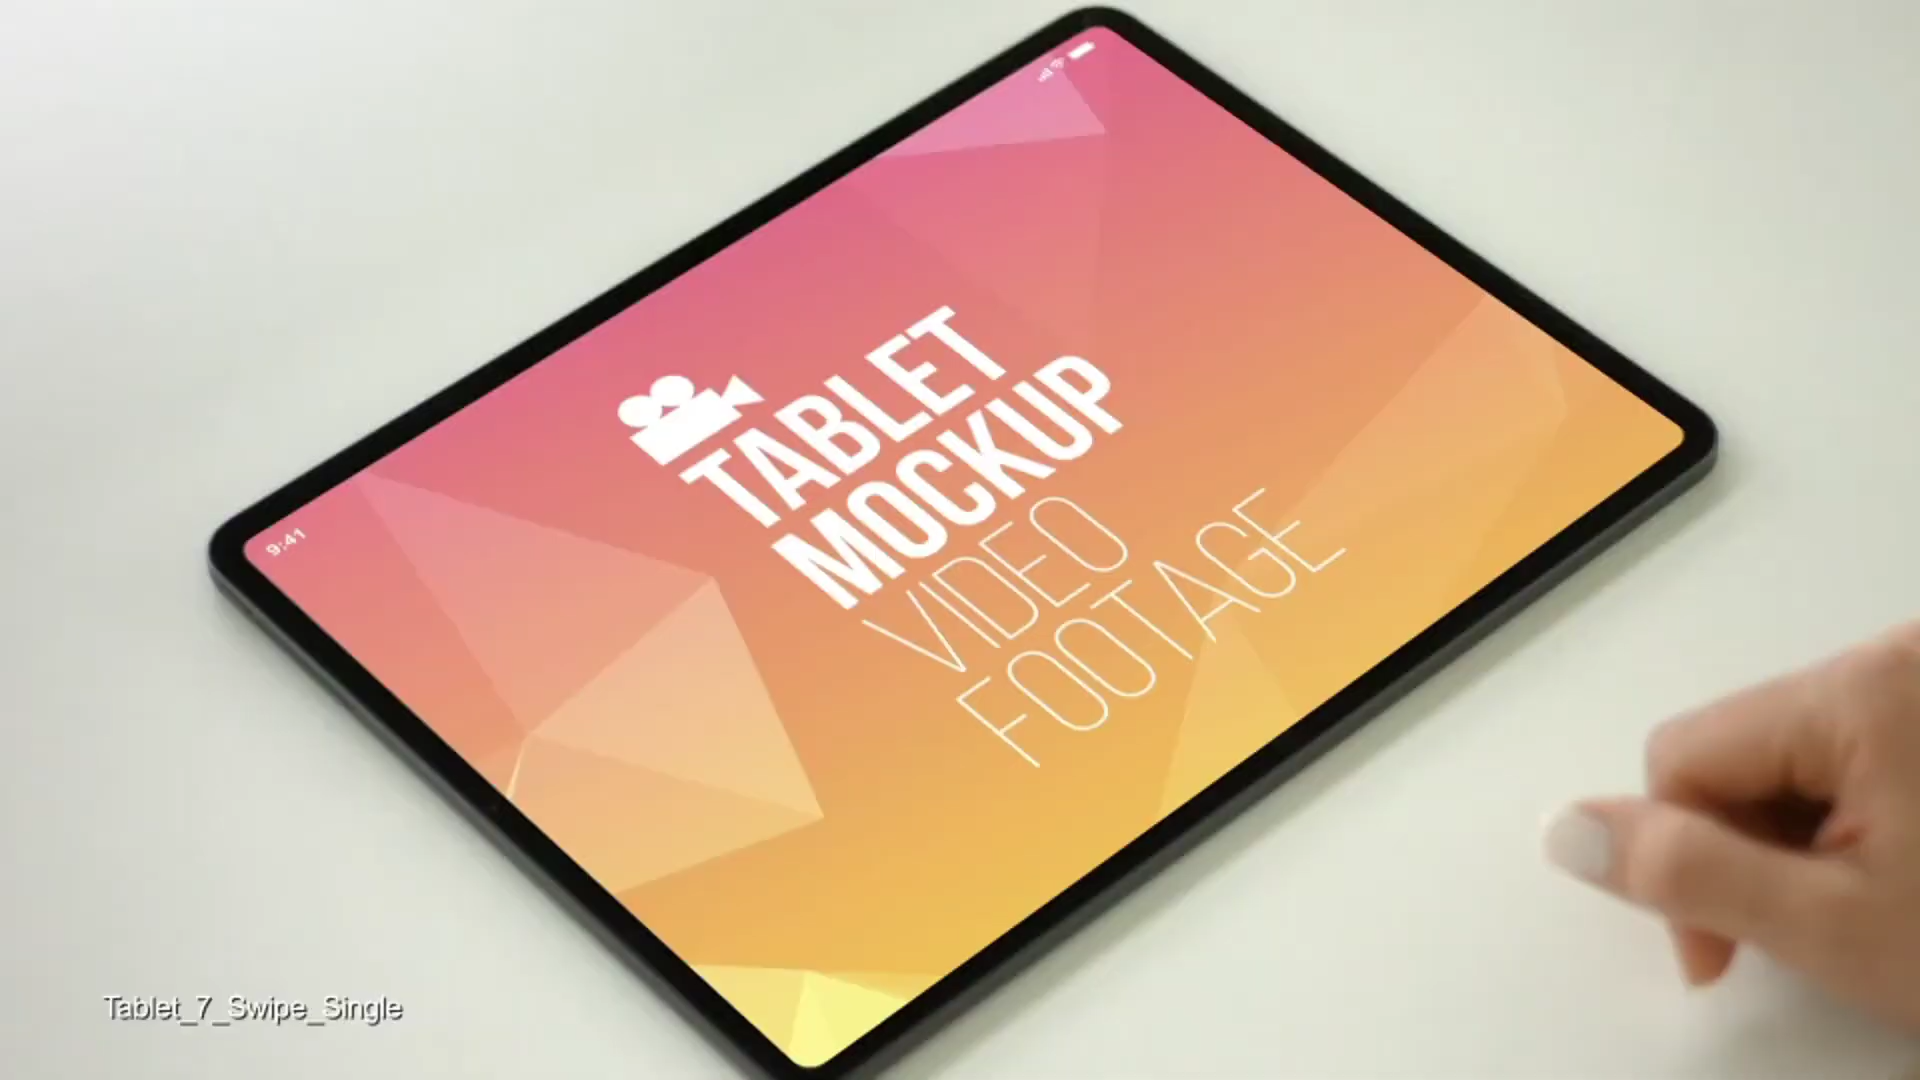 9:41
TABLET
MOCKUP
VIDEO
FOOTAGE
Tablet_7_Swipe_Single